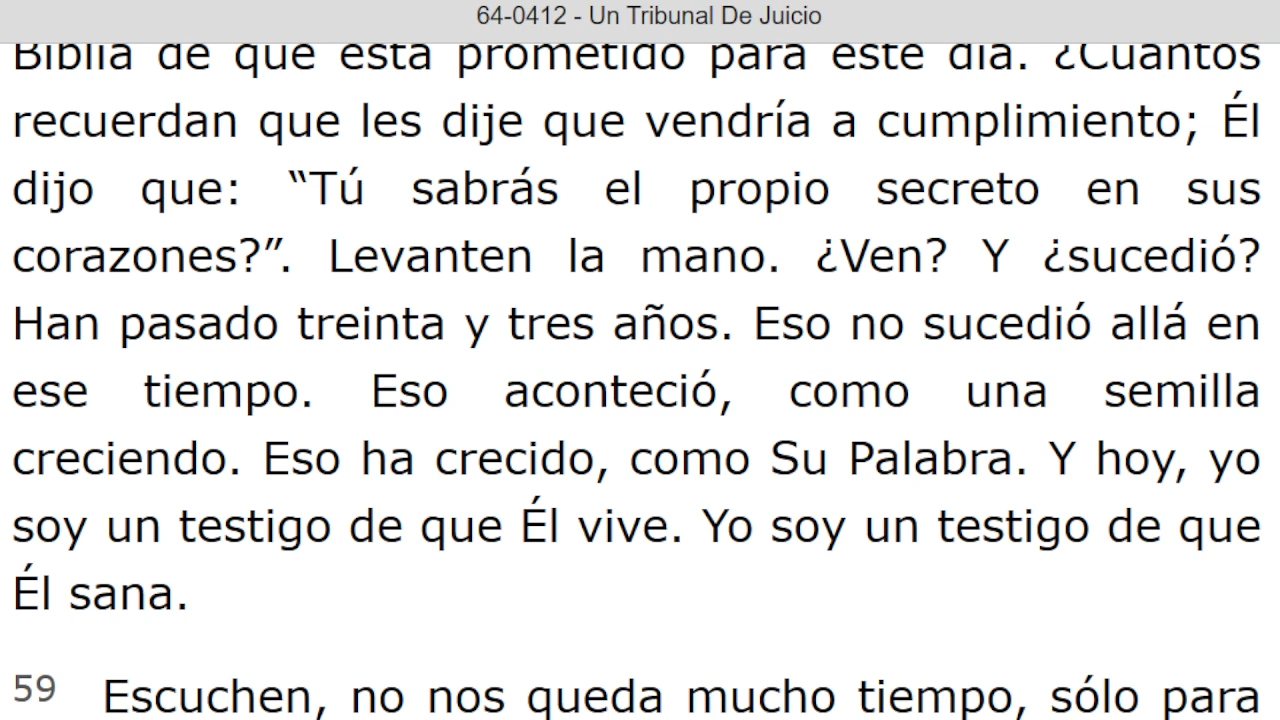 64-0412 - Un Tribunal De Juicio
Biblia de que está prometido para este día. ¿Cuántos
recuerdan que les dije que vendría a cumplimiento; Él
dijo que: “Tú sabrás el propio secreto en sus
corazones?”. Levanten la mano. ¿Ven? Y ¿sucedió?
Han pasado treinta y tres años. Eso no sucedió allá en
ese tiempo. Eso aconteció, como una semilla
creciendo. Eso ha crecido, como Su Palabra. Y hoy, yo
soy un testigo de que Él vive. Yo soy un testigo de que
Él sana.
59 Escuchen, no nos queda mucho tiempo, sólo para